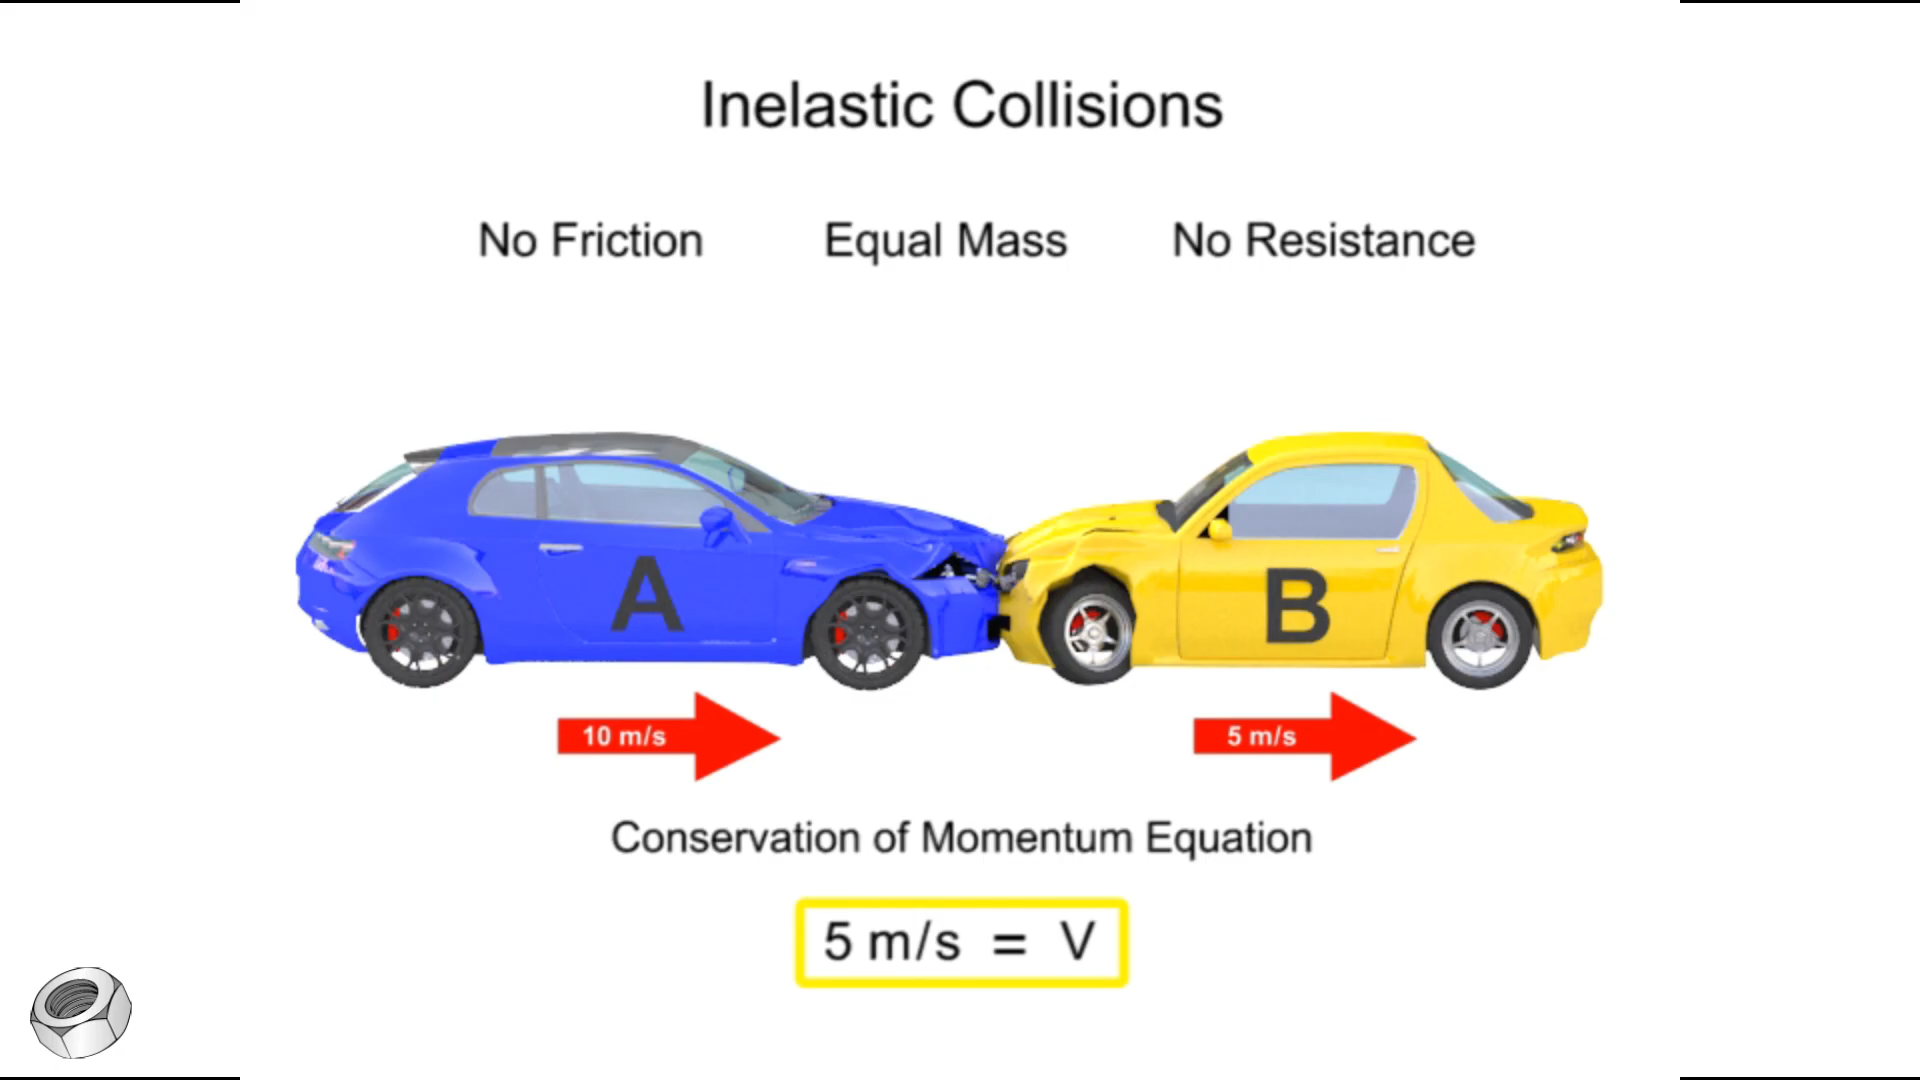 Inelastic Collisions
No Friction Equal Mass No Resistance
A B
10 m/s 5 m/s
Conservation of Momentum Equation
5 m/s = V